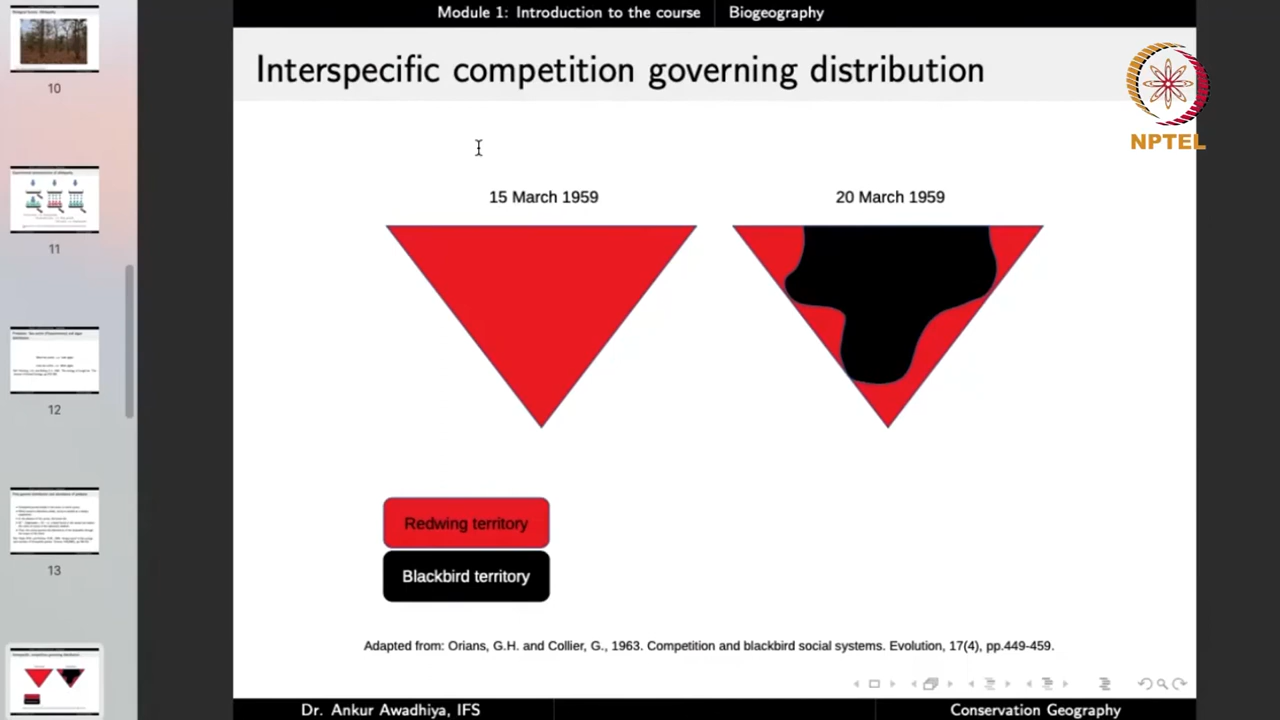 Module 1: Introduction to the course
Biogeography
Interspecific competition governing distribution
NPTEL
15 March 1959
20 March 1959
Redwing territory
Blackbird territory
Adapted from: Orians, G.H. and Collier, G., 1963. Competition and blackbird social systems. Evolution, 17(4), pp.449-459.
Dr. Ankur Awadhiya, IFS
Conservation Geography
10
11
12
13